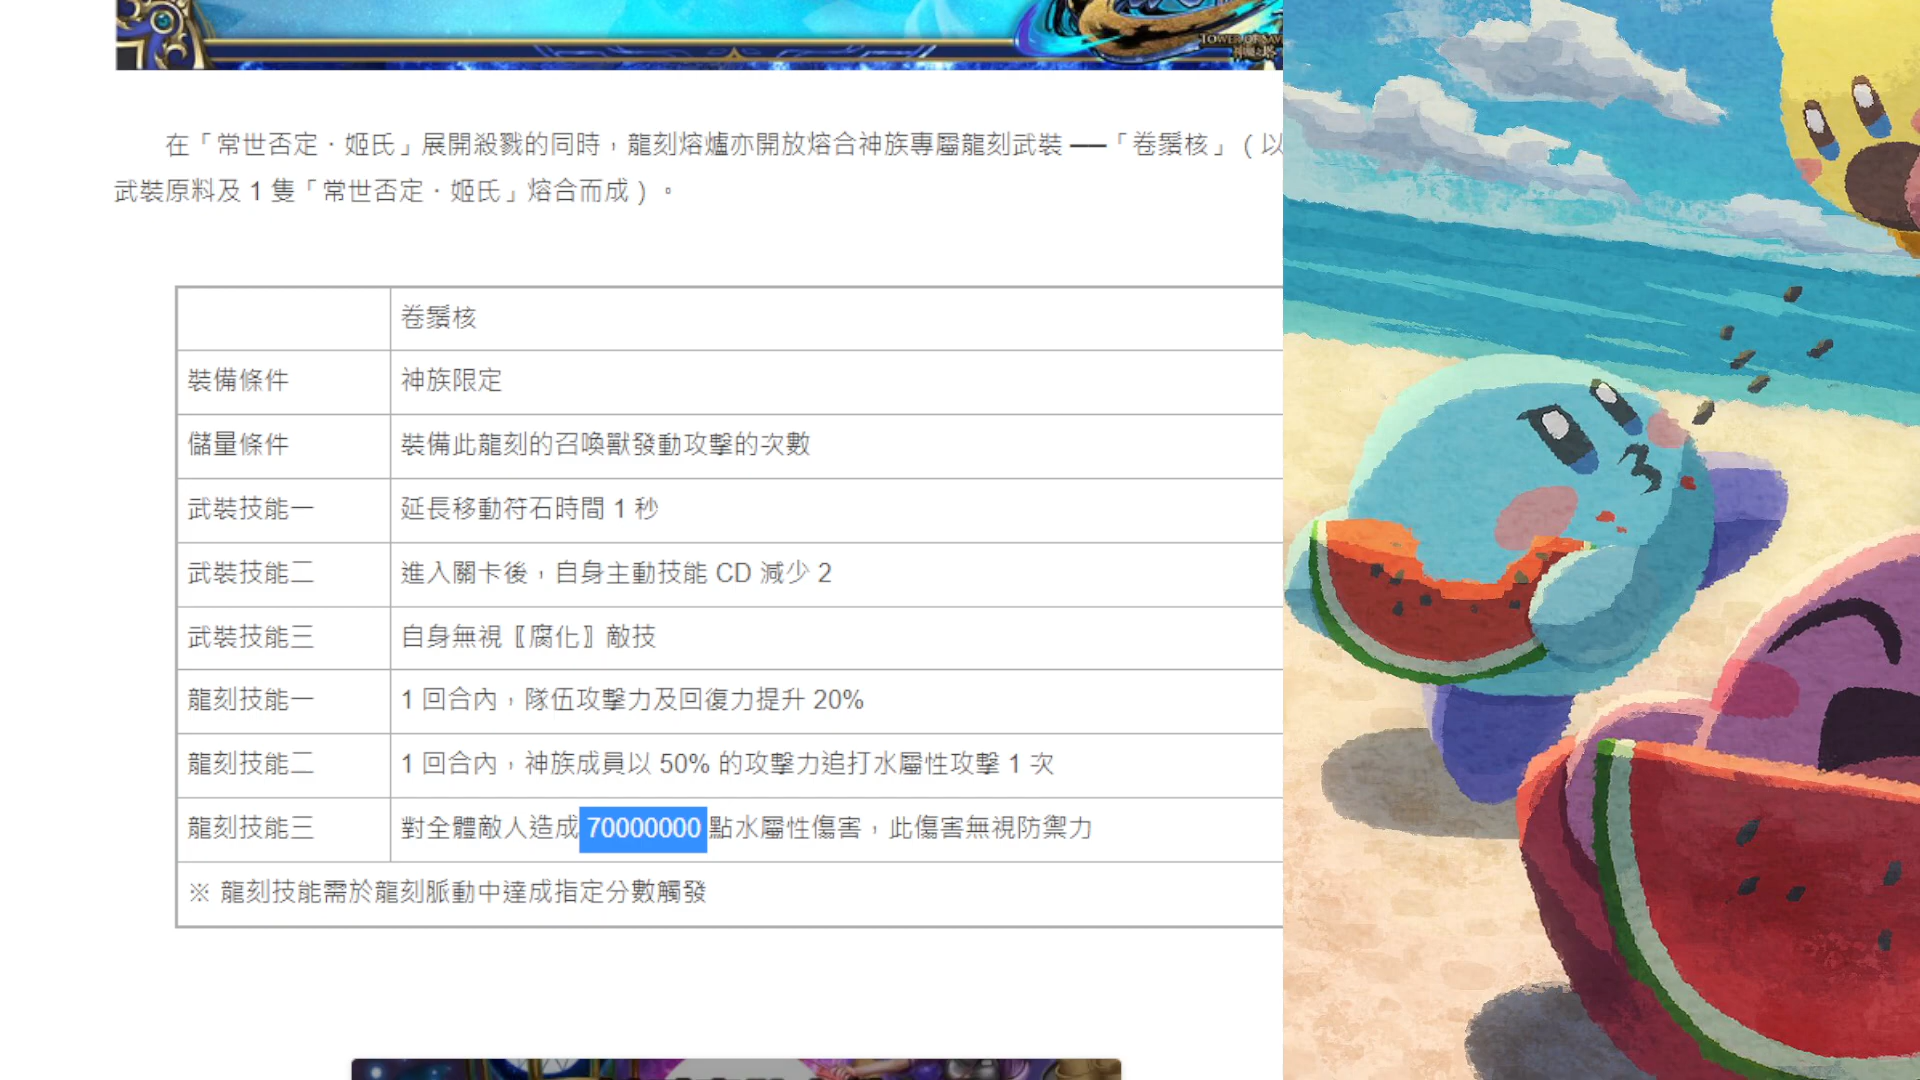 TOWER OF SAV
神魔之塔
在「常世否定．姬氏」展開殺戮的同時，龍刻熔爐亦開放熔合神族專屬龍刻武裝 ──「卷鬚核」（以
武裝原料及 1 隻「常世否定．姬氏」熔合而成）。
卷鬚核
裝備條件 神族限定
儲量條件 裝備此龍刻的召喚獸發動攻擊的次數
武裝技能一 延長移動符石時間 1 秒
武裝技能二 進入關卡後，自身主動技能 CD 減少 2
武裝技能三 自身無視〖腐化〗敵技
龍刻技能一 1 回合內，隊伍攻擊力及回復力提升 20%
龍刻技能二 1 回合內，神族成員以 50% 的攻擊力追打水屬性攻擊 1 次
龍刻技能三 對全體敵人造成 70000000 點水屬性傷害，此傷害無視防禦力
※ 龍刻技能需於龍刻脈動中達成指定分數觸發